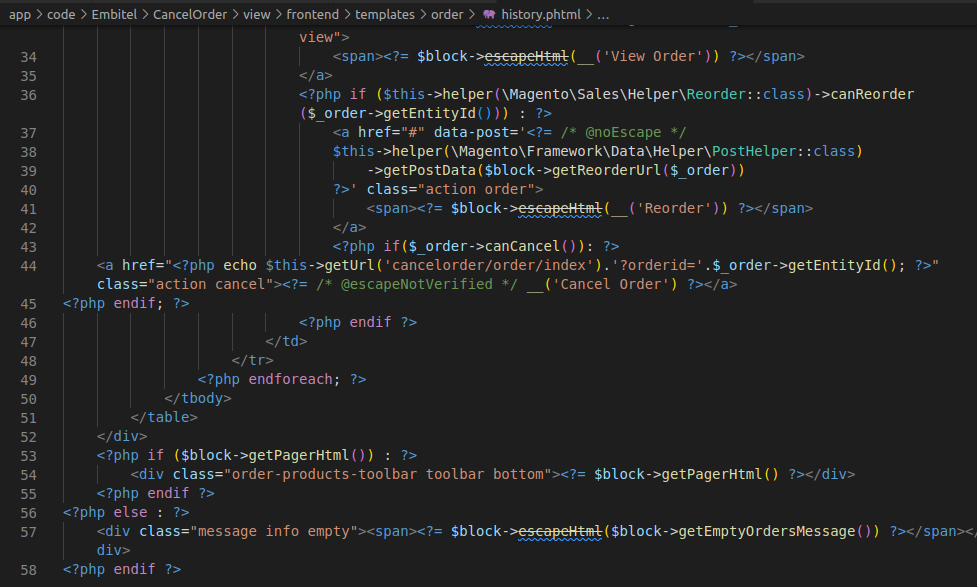 app > code > Embitel > CancelOrder > view > frontend > templates > order > history.phtml > ...
view">
34 <span><?= $block->escapeHtml(__('View Order')) ?></span>
35 </a>
36 <?php if ($this->helper(\Magento\Sales\Helper\Reorder::class)->canReorder
($_order->getEntityId())) : ?>
37 <a href="#" data-post='<?= /* @noEscape */
38 $this->helper(\Magento\Framework\Data\Helper\PostHelper::class)
39 ->getPostData($block->getReorderUrl($_order))
40 ?>' class="action order">
41 <span><?= $block->escapeHtml(__('Reorder')) ?></span>
42 </a>
43 <?php if($_order->canCancel()): ?>
44 <a href="<?php echo $this->getUrl('cancelorder/order/index').'?orderid='.$_order->getEntityId(); ?>"
class="action cancel"><?= /* @escapeNotVerified */ __('Cancel Order') ?></a>
45 <?php endif; ?>
46 <?php endif ?>
47 </td>
48 </tr>
49 <?php endforeach; ?>
50 </tbody>
51 </table>
52 </div>
53 <?php if ($block->getPagerHtml()) : ?>
54 <div class="order-products-toolbar toolbar bottom"><?= $block->getPagerHtml() ?></div>
55 <?php endif ?>
56 <?php else : ?>
57 <div class="message info empty"><span><?= $block->escapeHtml($block->getEmptyOrdersMessage()) ?></span></
div>
58 <?php endif ?>